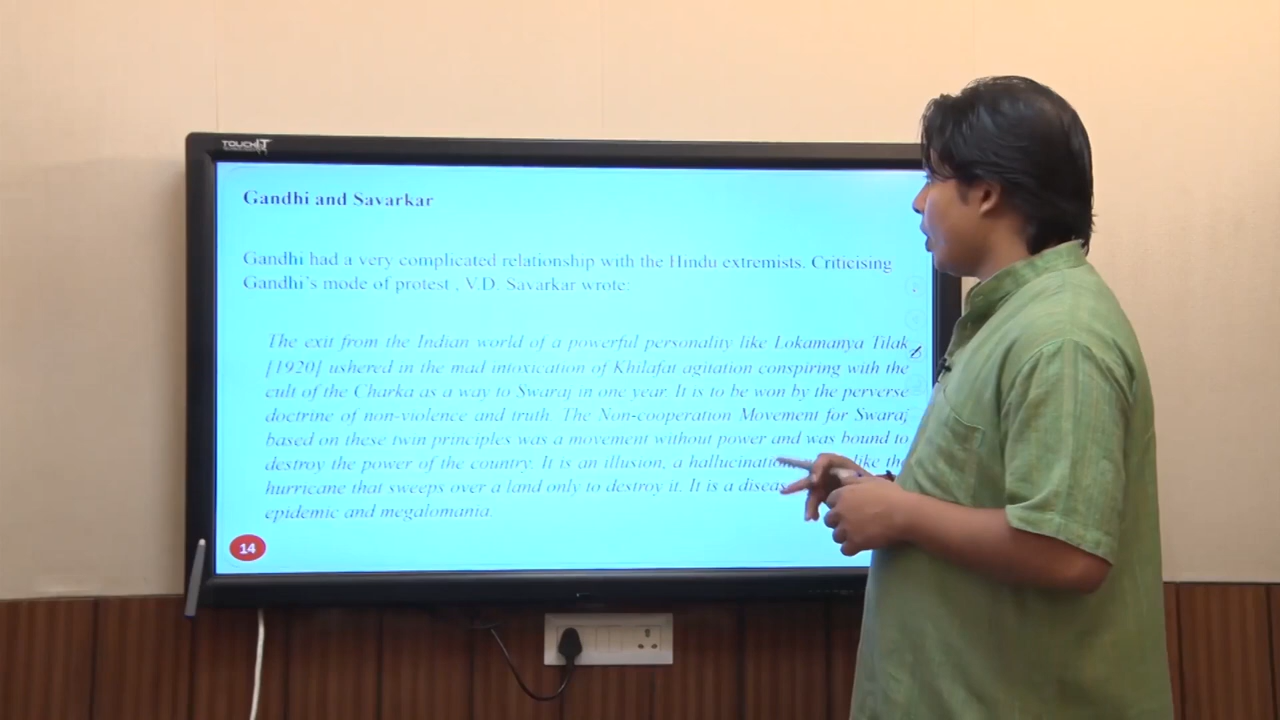 TOUCHIT
Gandhi and Savarkar
Gandhi had a very complicated relationship with the Hindu extremists. Criticising
Gandhi's mode of protest , V.D. Savarkar wrote:
The exit from the Indian world of a powerful personality like Lokamanya Tilak
[1920] ushered in the mad intoxication of Khilafat agitation conspiring with the
cult of the Charka as a way to Swaraj in one year. It is to be won by the perverse
doctrine of non-violence and truth. The Non-cooperation Movement for Swaraj
based on these twin principles was a movement without power and was bound to
destroy the power of the country. It is an illusion, a hallucination like the
hurricane that sweeps over a land only to destroy it. It is a
epidemic and megalomania.
14